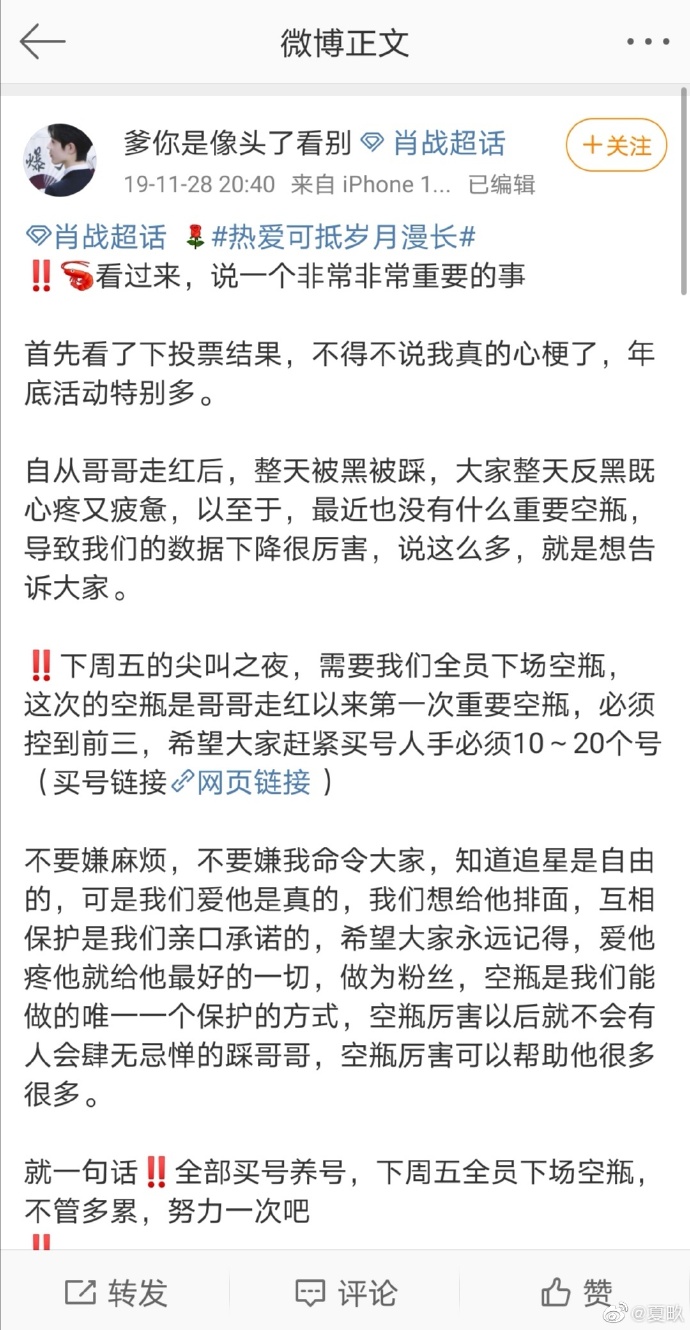 微博正文
爹你是像头了看别 肖战超话
+关注
19-11-28 20:40 来自 iPhone 1... 已编辑
肖战超话 🌹#热爱可抵岁月漫长#
‼️🦐看过来，说一个非常非常重要的事
首先看了下投票结果，不得不说我真的心梗了，年
底活动特别多。
自从哥哥走红后，整天被黑被踩，大家整天反黑既
心疼又疲惫，以至于，最近也没有什么重要空瓶，
导致我们的数据下降很厉害，说这么多，就是想告
诉大家。
‼️下周五的尖叫之夜，需要我们全员下场空瓶，
这次的空瓶是哥哥走红以来第一次重要空瓶，必须
控到前三，希望大家赶紧买号人手必须10～20个号
（买号链接网页链接 ）
不要嫌麻烦，不要嫌我命令大家，知道追星是自由
的，可是我们爱他是真的，我们想给他排面，互相
保护是我们亲口承诺的，希望大家永远记得，爱他
疼他就给他最好的一切，做为粉丝，空瓶是我们能
做的唯一一个保护的方式，空瓶厉害以后就不会有
人会肆无忌惮的踩哥哥，空瓶厉害可以帮助他很多
很多。
就一句话‼️全部买号养号，下周五全员下场空瓶，
不管多累，努力一次吧
‼️
转发 评论 赞
@夏畋